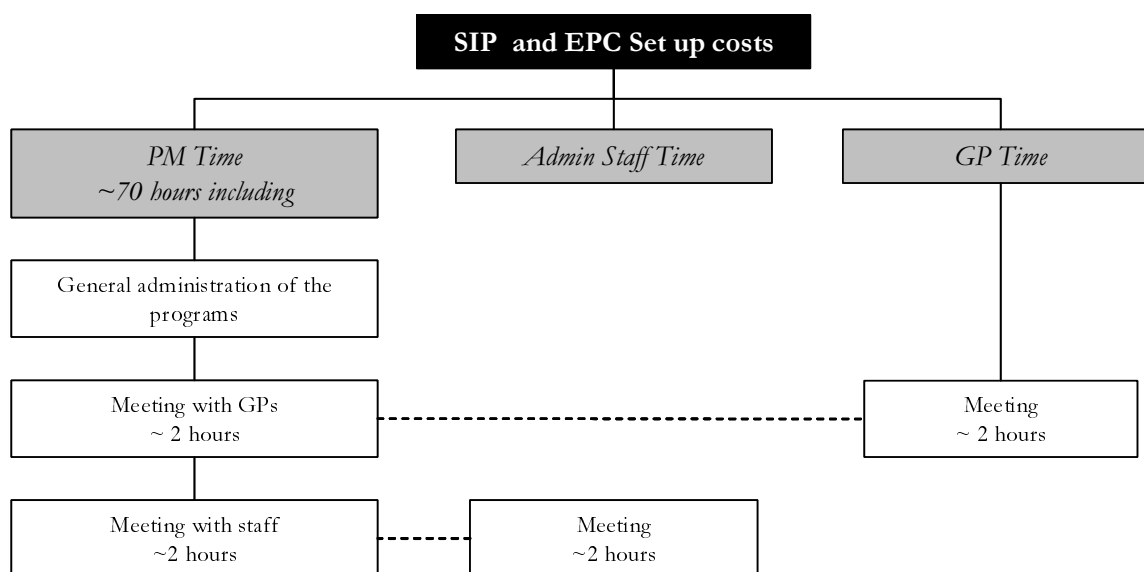 SIP and EPC Set up costs
PM Time
~70 hours including
Admin Staff Time
GP Time
General administration of the
programs
Meeting with GPs
~ 2 hours
Meeting
~ 2 hours
Meeting with staff
~2 hours
Meeting
~2 hours